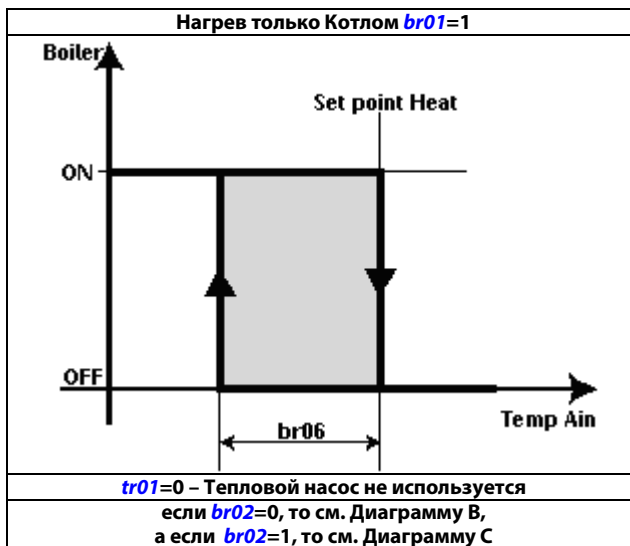 Нагрев только Котлом br01=1
Boiler
Set point Heat
ON
OFF
Temp Ain
br06
tr01=0 – Тепловой насос не используется
если br02=0, то см. Диаграмму B,
а если br02=1, то см. Диаграмму C